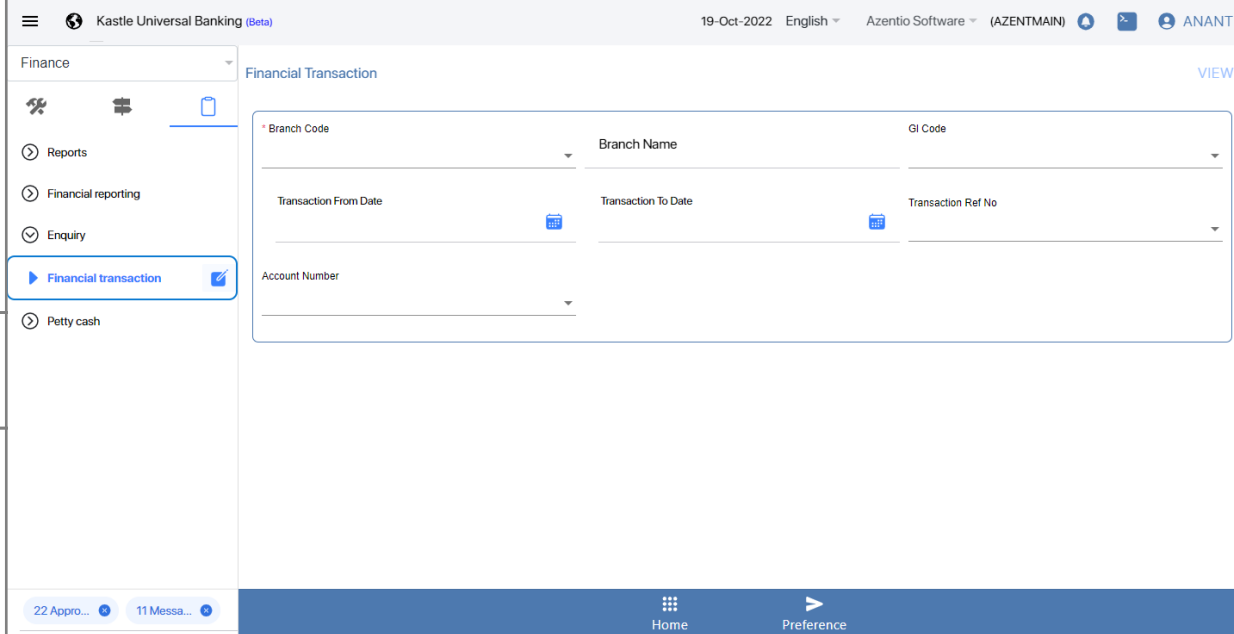 Kastle Universal Banking (Beta)
19-Oct-2022 English Azentio Software (AZENTMAIN) ANANT
Finance
Financial Transaction VIEW
Reports
Financial reporting
Enquiry
Financial transaction
Petty cash
* Branch Code
Branch Name
Gl Code
Transaction From Date
Transaction To Date
Transaction Ref No
Account Number
22 Appro... 11 Messa...
Home Preference